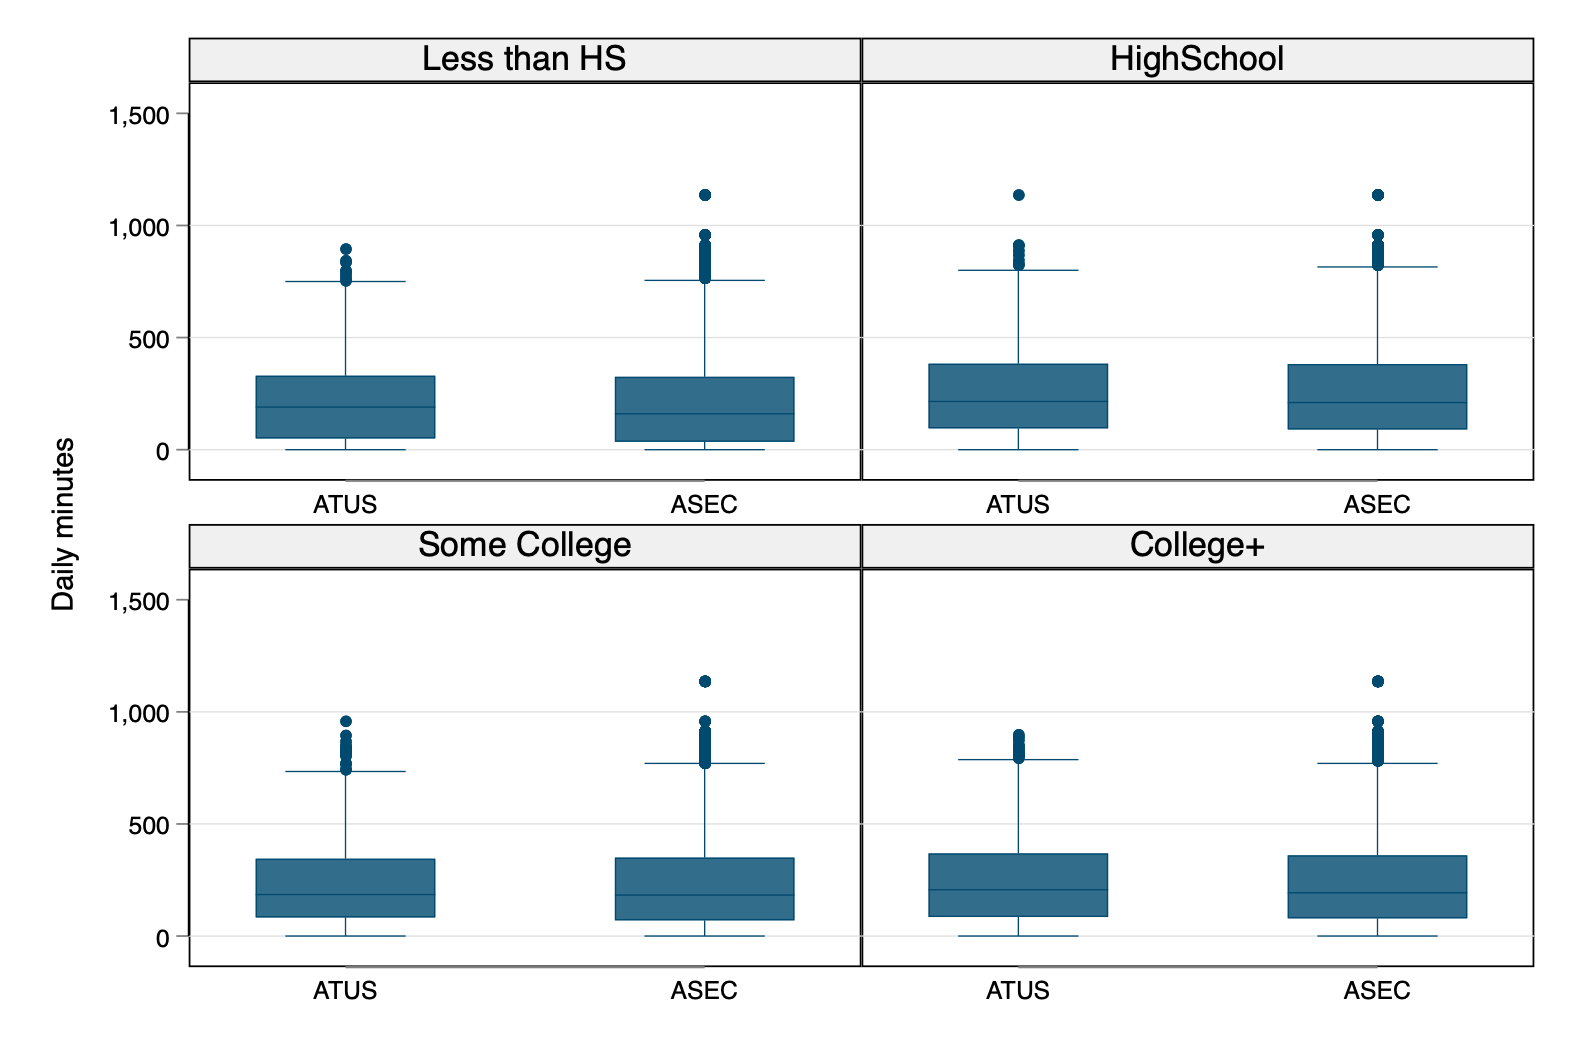 Less than HS
HighSchool
Daily minutes
1,500
1,000
500
0
ATUS
ASEC
ATUS
ASEC
Some College
College+
1,500
1,000
500
0
ATUS
ASEC
ATUS
ASEC